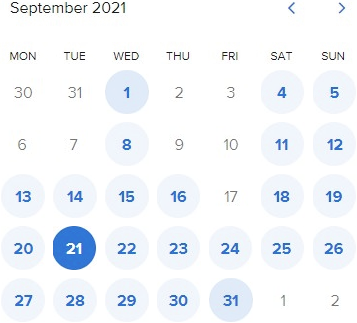 September 2021
MON TUE WED THU FRI SAT SUN
30 31 1 2 3 4 5
6 7 8 9 10 11 12
13 14 15 16 17 18 19
20 21 22 23 24 25 26
27 28 29 30 31 1 2